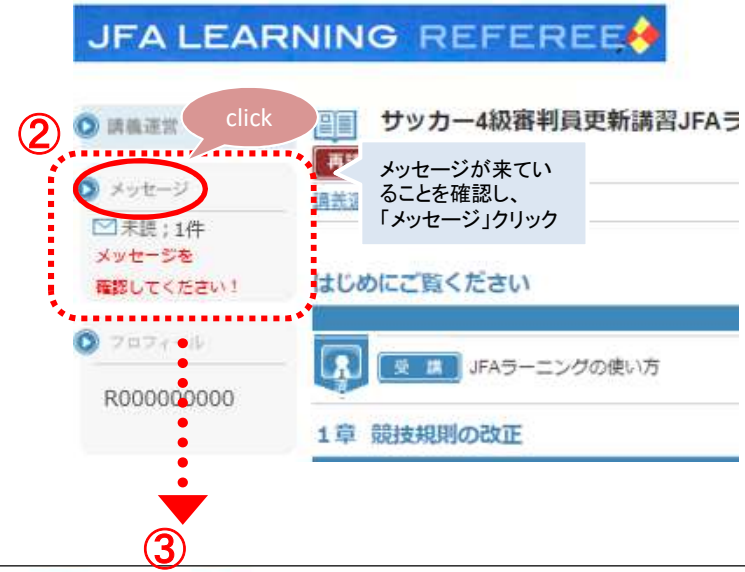 JFA LEARNING REFEREE
②
講義運営
click
サッカー4級審判員更新講習JFAラ
メッセージ
メッセージが来てい
ることを確認し、
「メッセージ」クリック
未読;1件
メッセージを
確認してください!
はじめにご覧ください
プロフィール
受 講
JFAラーニングの使い方
R000000000
1章 競技規則の改正
③